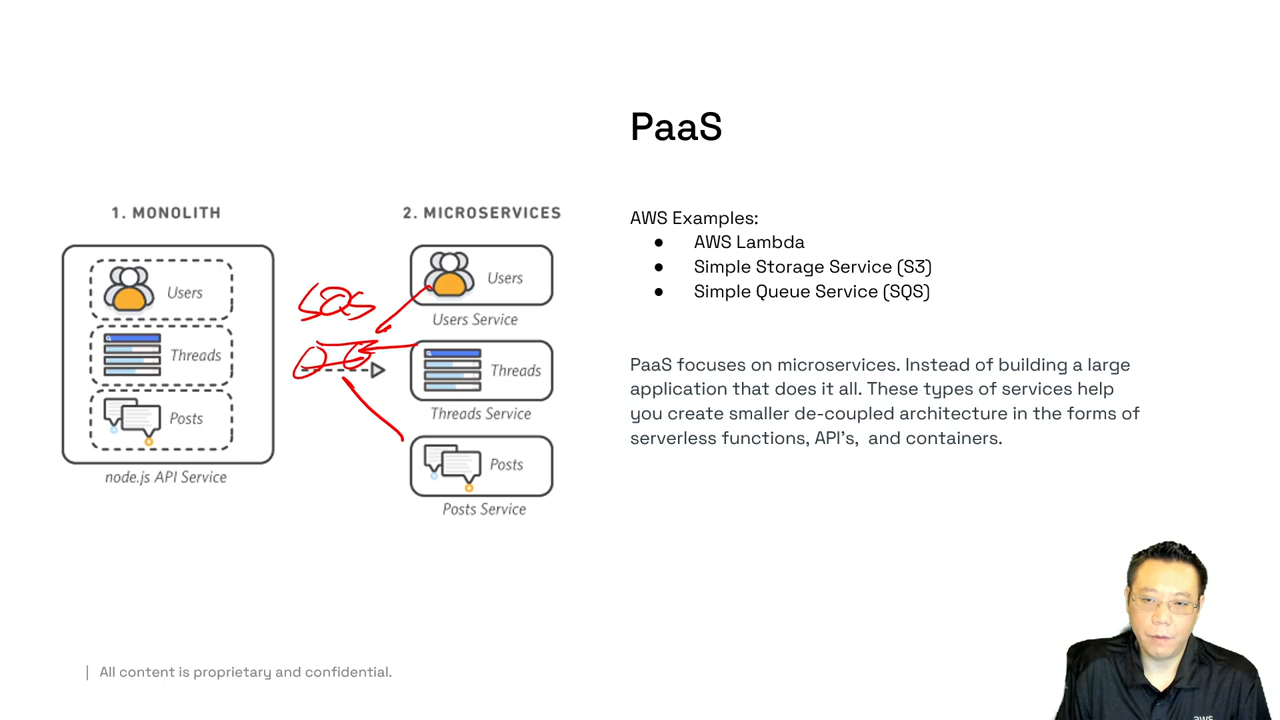 PaaS
1. MONOLITH
2. MICROSERVICES
Users
Threads
Posts
node.js API Service
SQS
Users
Users Service
Threads
Threads Service
Posts
Posts Service
AWS Examples:
● AWS Lambda
● Simple Storage Service (S3)
● Simple Queue Service (SQS)
PaaS focuses on microservices. Instead of building a large
application that does it all. These types of services help
you create smaller de-coupled architecture in the forms of
serverless functions, API's, and containers.
| All content is proprietary and confidential.
aws